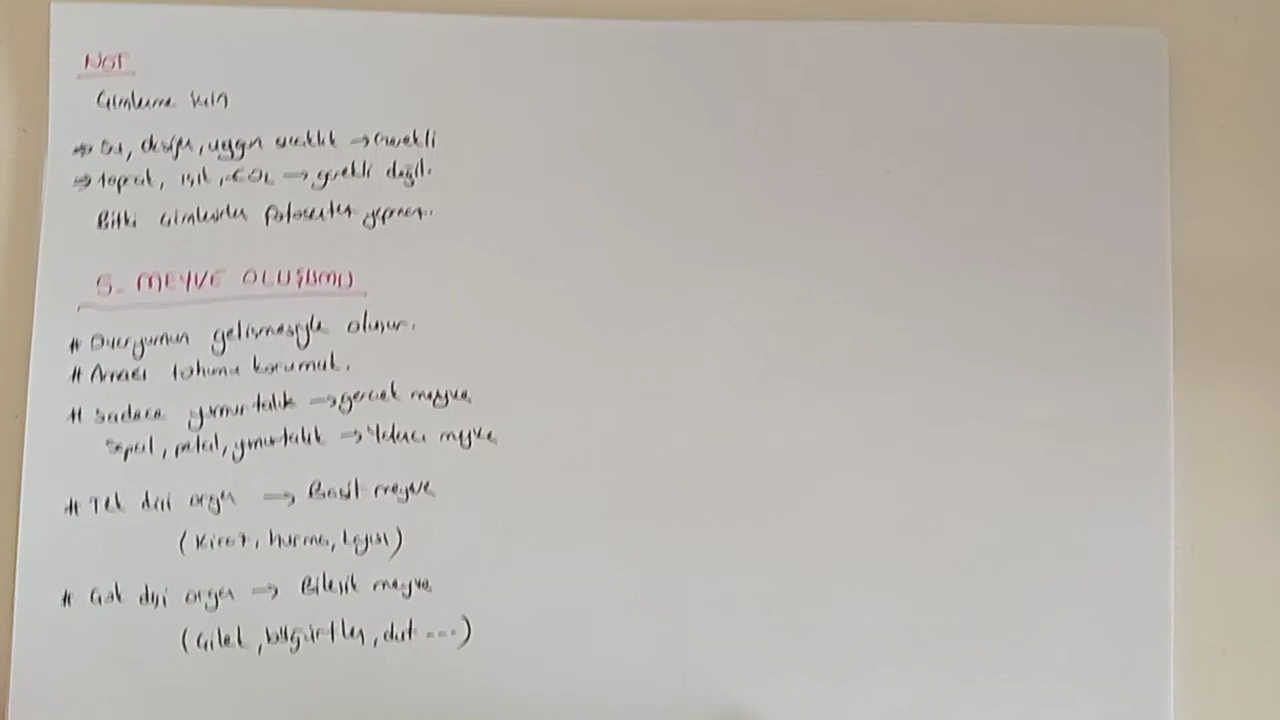 NOT
Çimlenme için
⇒ Su, oksijen, uygun sıcaklık → Gerekli
⇒ toprak, ışık, CO2 → gerekli değil.
Bitki Çimlenirken fotosentez yapmaz.
5. MEYVE OLUŞUMU
# Ovaryumun gelişmesiyle oluşur.
# Amacı tohumu korumak.
# Sadece yumurtalık → gerçek meyve
Sepal, petal, yumurtalık → Yalancı meyve
# Tek dişi organ → Basit meyve
(Kiraz, hurma, kayısı)
# Çok dişi organ → Bileşik meyve
(Çilek, böğürtlen, dut ....)